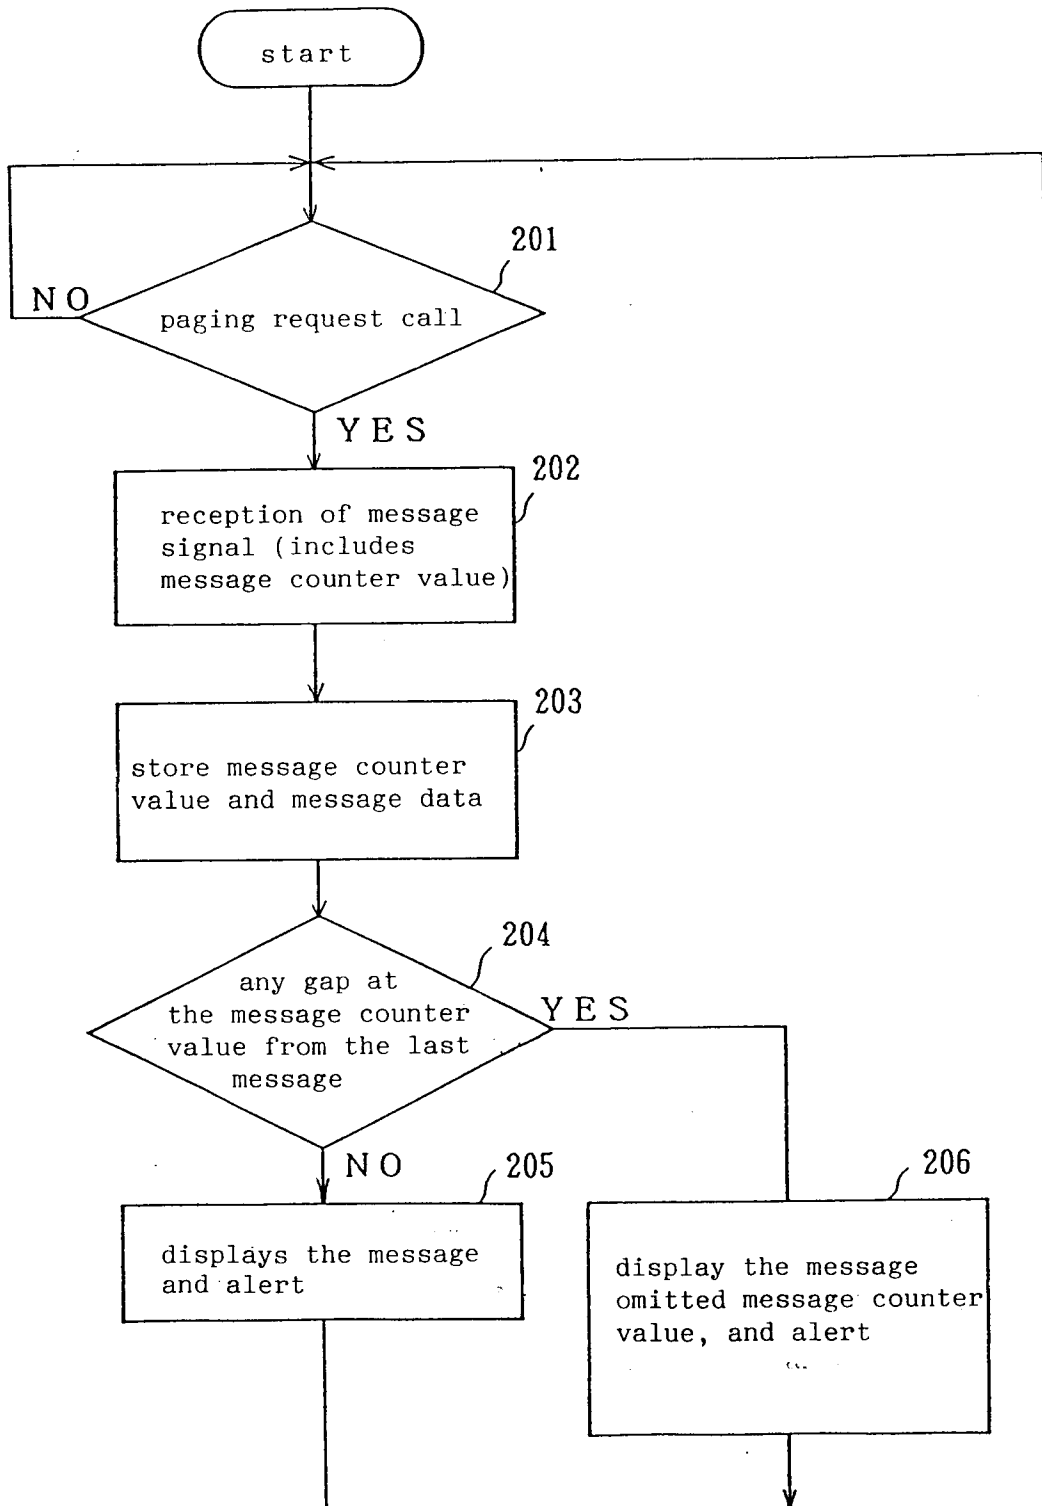 start
201
NO
paging request call
YES
202
reception of message
signal (includes
message counter value)
203
store message counter
value and message data
204
any gap at
the message counter
value from the last
message
YES
NO
205
displays the message
and alert
206
display the message
omitted message counter
value, and alert